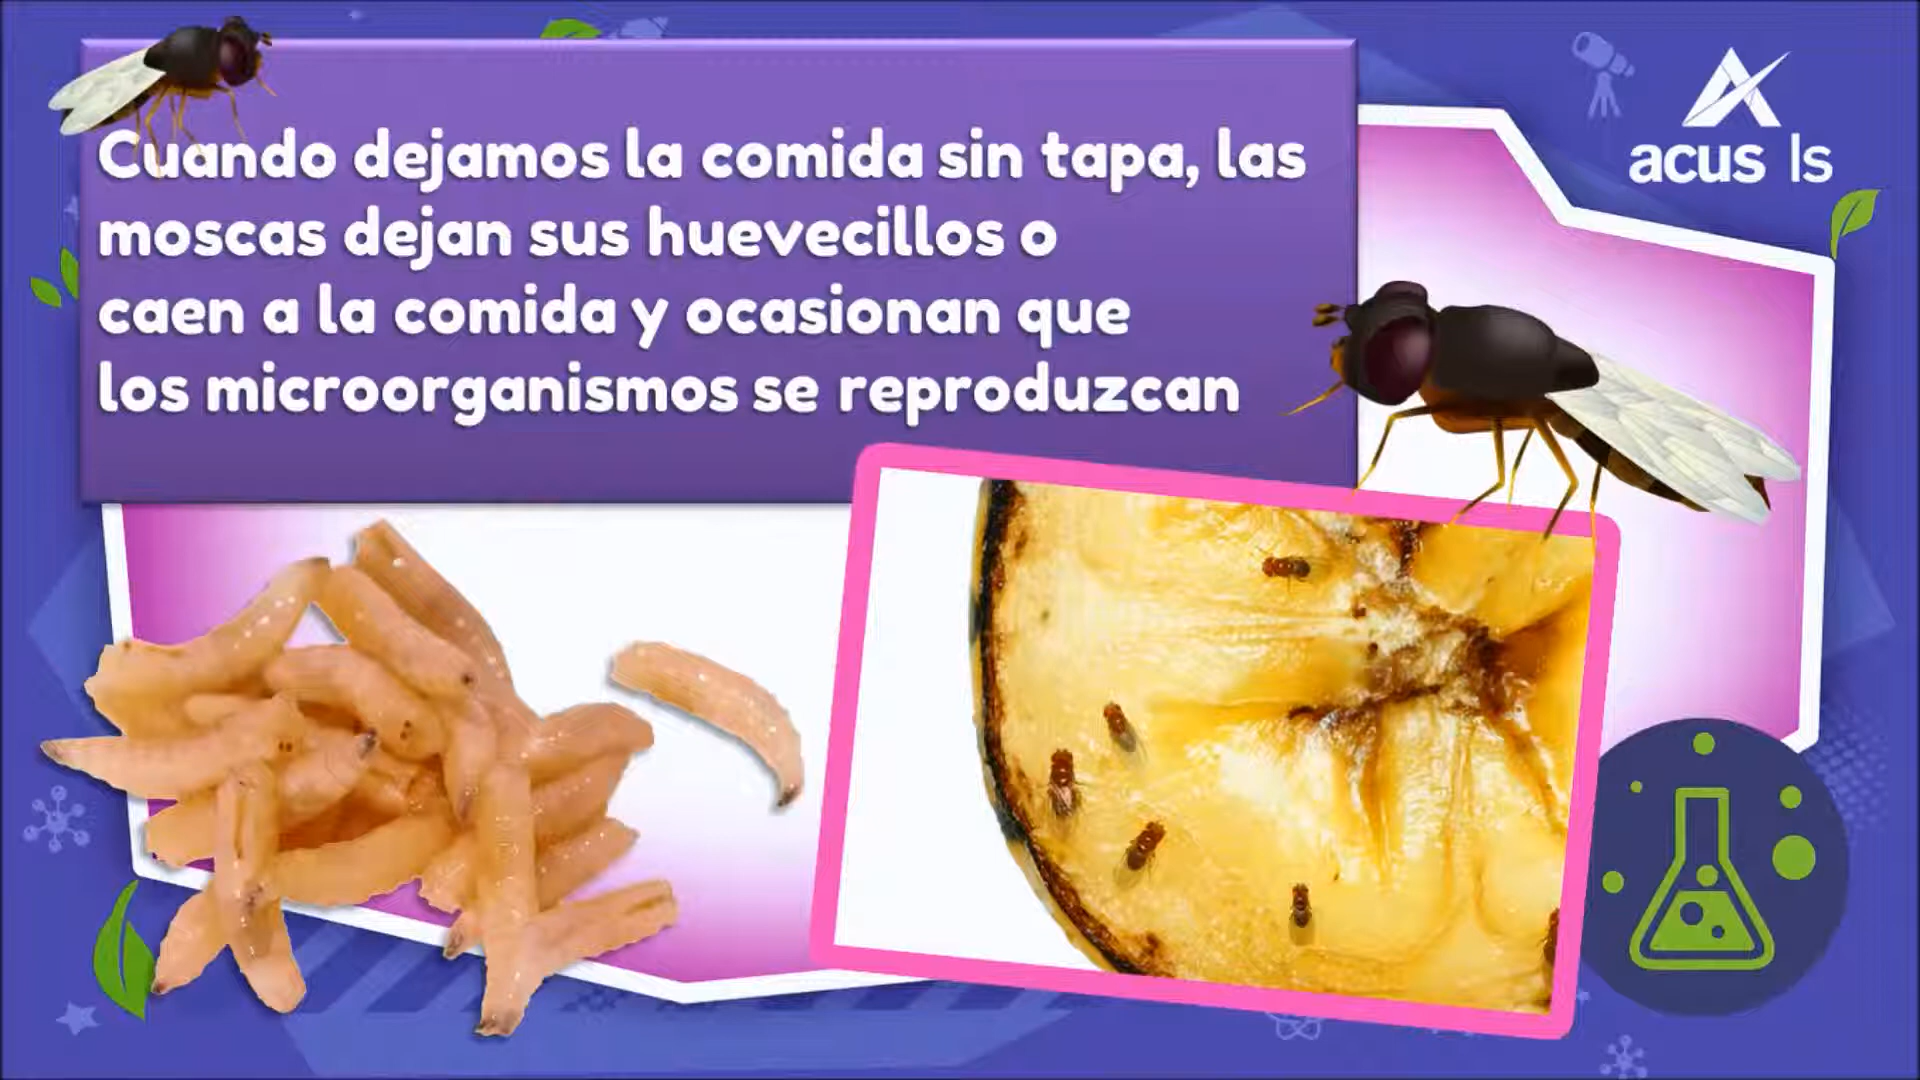 Cuando dejamos la comida sin tapa, las
moscas dejan sus huevecillos o
caen a la comida y ocasionan que
los microorganismos se reproduzcan
acus ls